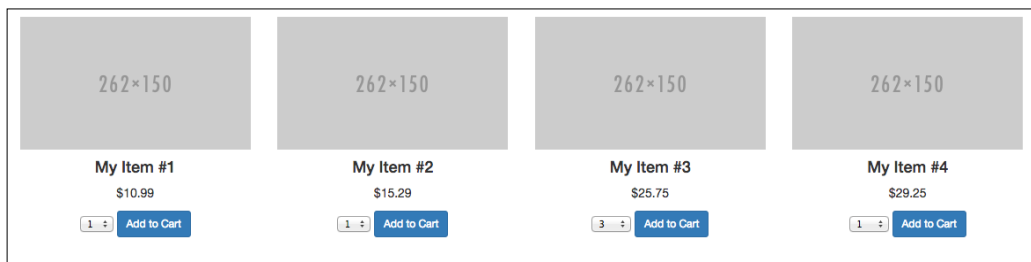 262×150 262×150 262×150 262×150
My Item #1 My Item #2 My Item #3 My Item #4
$10.99 $15.29 $25.75 $29.25
1 Add to Cart 1 Add to Cart 3 Add to Cart 1 Add to Cart